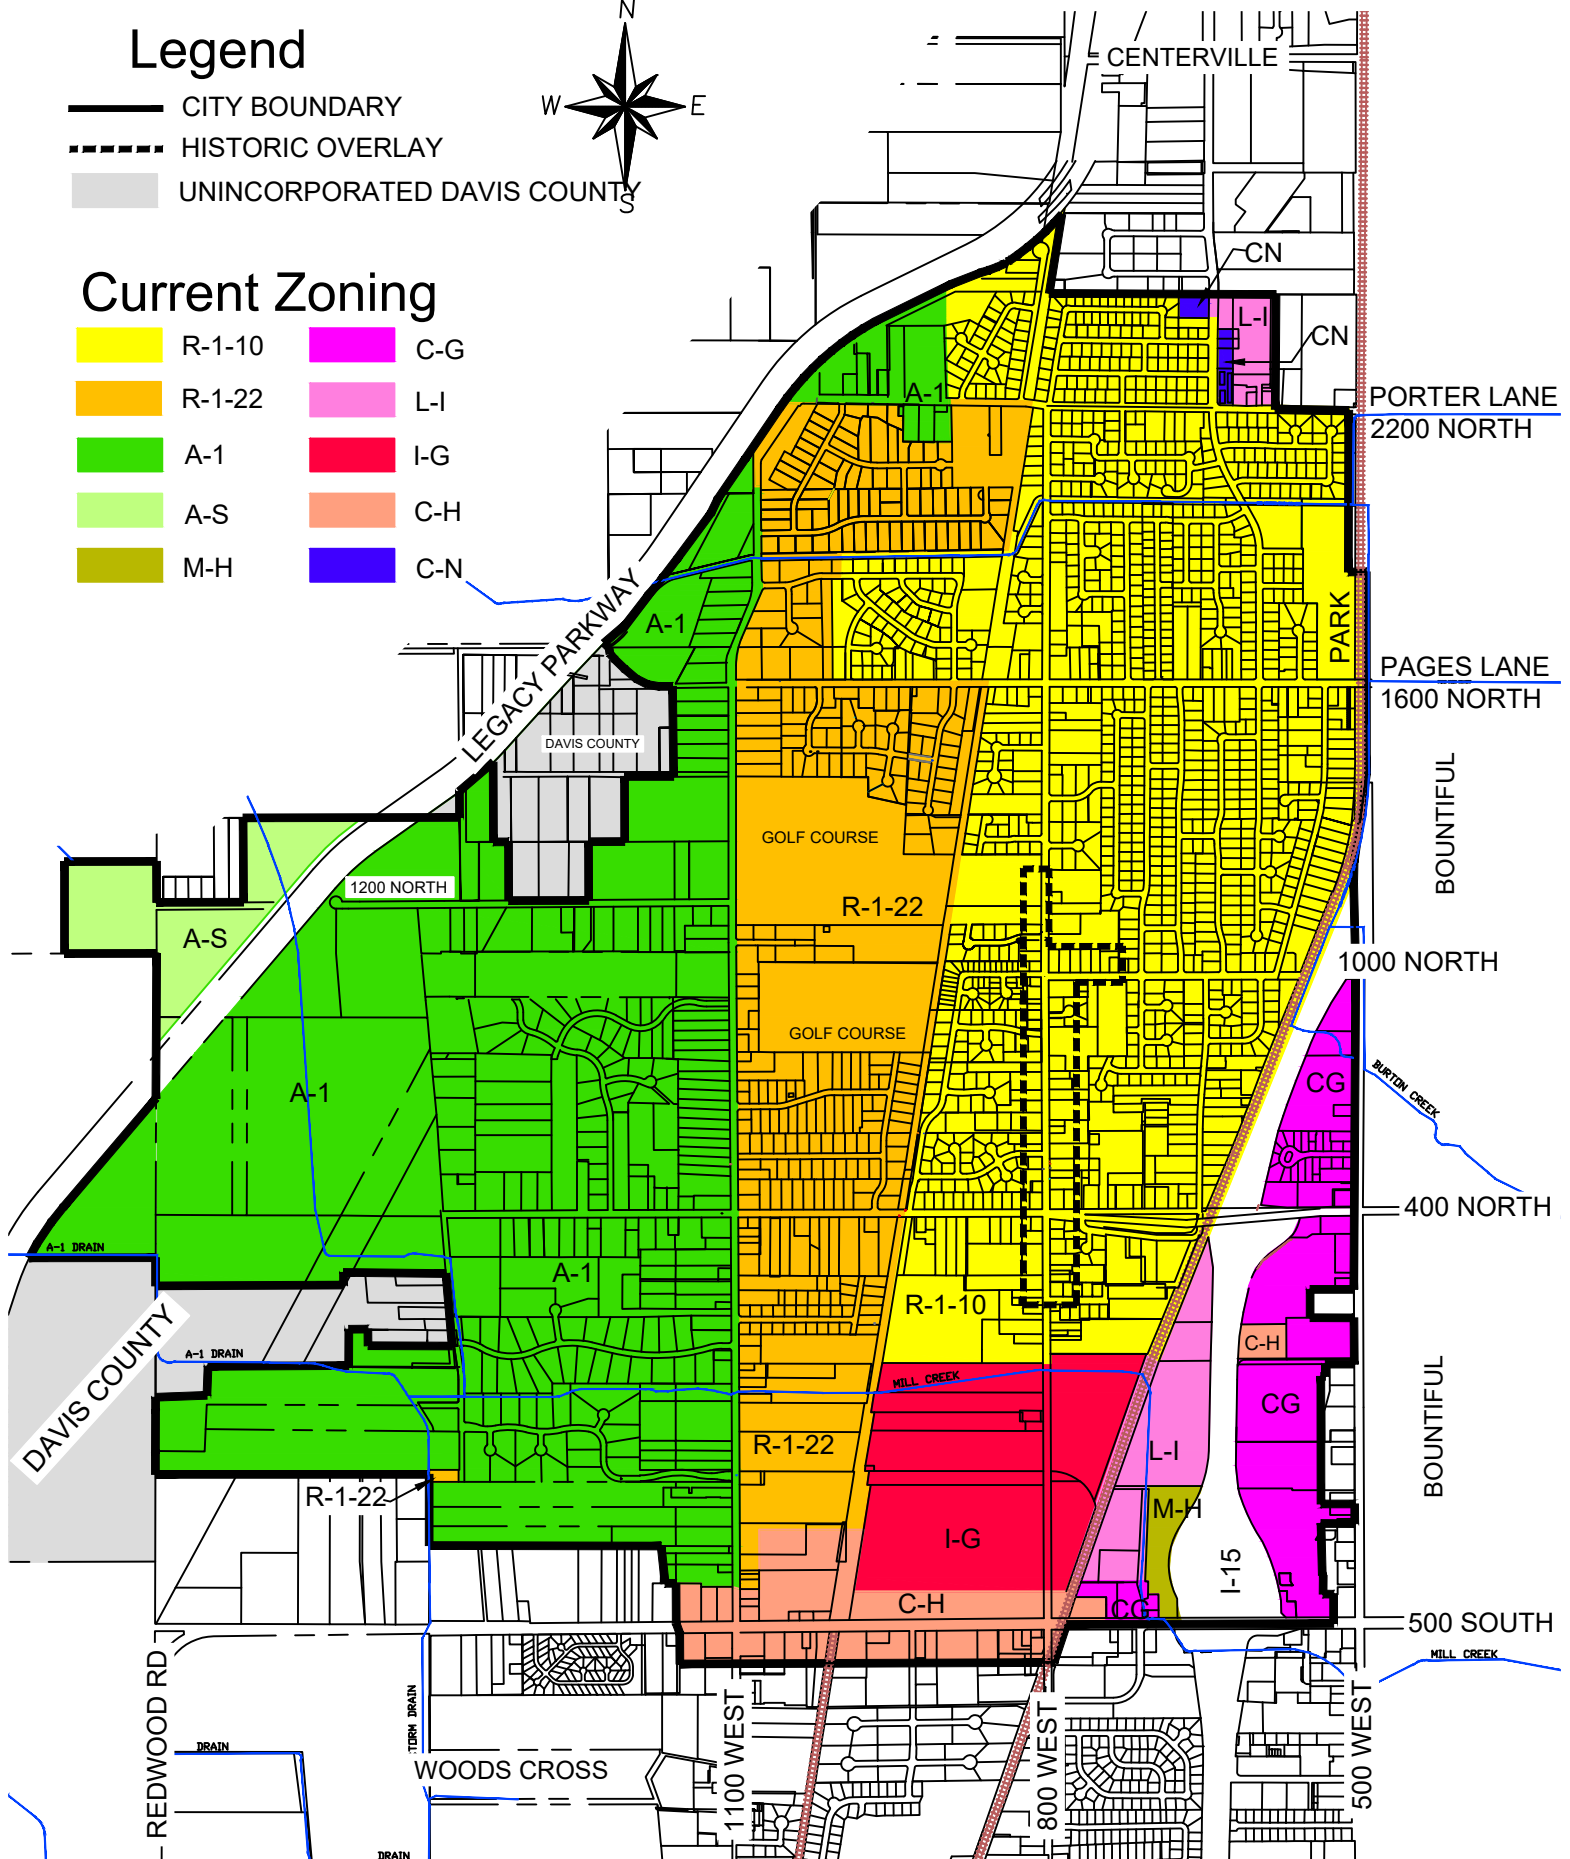 N
Legend
CENTERVILLE
CITY BOUNDARY
W
E
HISTORIC OVERLAY
UNINCORPORATED DAVIS COUNTY
S
CN
Current Zoning
L-I
CN
R-1-10
C-G
R-1-22
L-I
A-1
PORTER LANE
2200 NORTH
A-1
I-G
A-S
C-H
M-H
C-N
A-1
PARK
LEGACY PARKWAY
PAGES LANE
1600 NORTH
DAVIS COUNTY
BOUNTIFUL
GOLF COURSE
1200 NORTH
R-1-22
A-S
1000 NORTH
GOLF COURSE
CG
A-1
BURTON CREEK
400 NORTH
A-1 DRAIN
A-1
R-1-10
C-H
A-1 DRAIN
DAVIS COUNTY
MILL CREEK
BOUNTIFUL
CG
R-1-22
L-I
R-1-22
M-H
I-G
I-15
C-H
CG
500 SOUTH
MILL CREEK
REDWOOD RD
TORM DRAIN
1100 WEST
800 WEST
500 WEST
DRAIN
WOODS CROSS
DRAIN